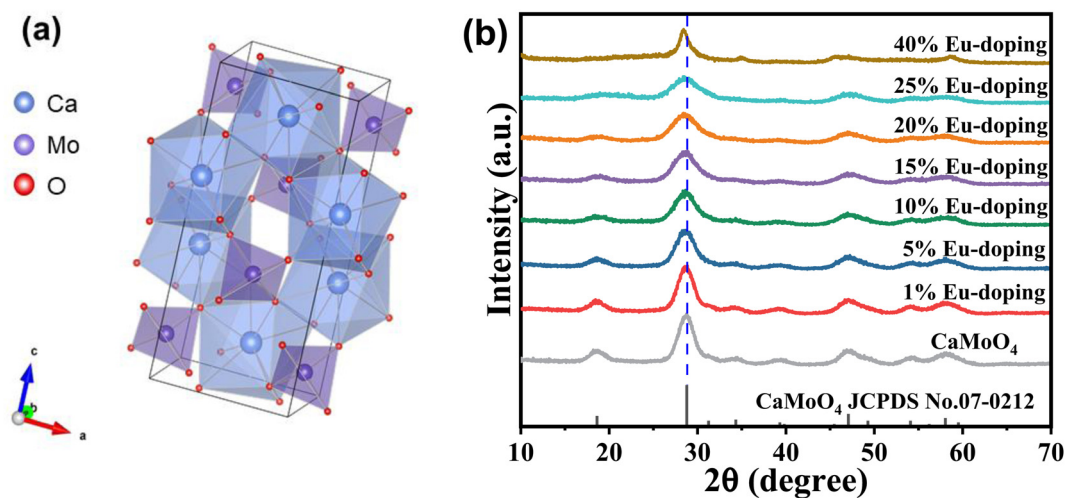 (a)
Ca
Mo
O
c
b
a
(b)
Intensity (a.u.)
40% Eu-doping
25% Eu-doping
20% Eu-doping
15% Eu-doping
10% Eu-doping
5% Eu-doping
1% Eu-doping
CaMoO₄
CaMoO₄ JCPDS No.07-0212
10 20 30 40 50 60 70
2θ (degree)